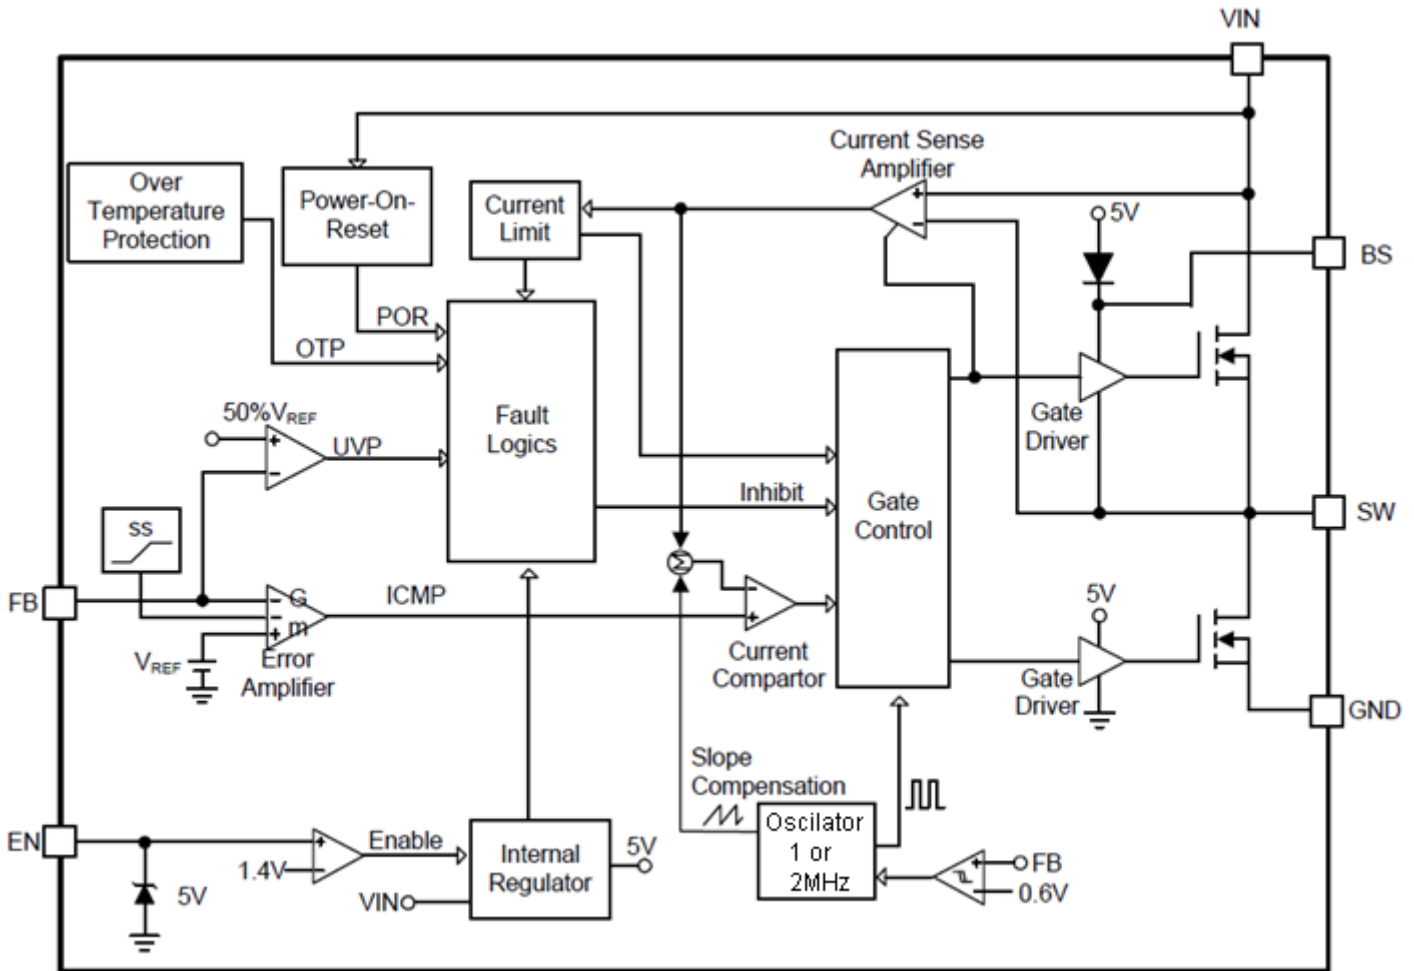 VIN
Current Sense
Amplifier
Over
Temperature
Protection
Power-On-
Reset
Current
Limit
+
−
5V
BS
POR
OTP
50%VREF
+
−
UVP
Fault
Logics
Gate
Driver
Inhibit
Gate
Control
SW
ss
FB
− G
−
+ m
ICMP
Error
Amplifier
VREF
Σ
−
+
Current
Compartor
5V
Gate
Driver
GND
Slope
Compensation
EN
+
−
1.4V
Enable
5V
VIN
Internal
Regulator
5V
Oscilator
1 or
2MHz
+
−
FB
0.6V